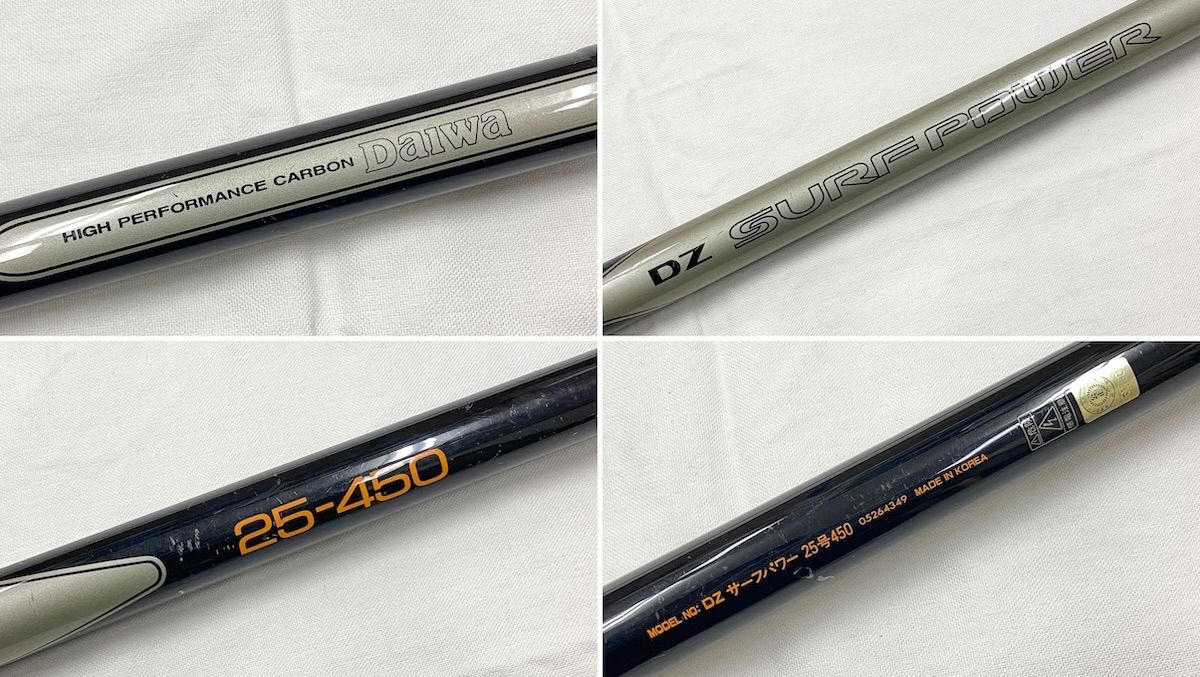 HIGH PERFORMANCE CARBON Daiwa
DZ SURF POWER
25-450
MODEL NO: DZ サーフパワー 25号450 05264349 MADE IN KOREA